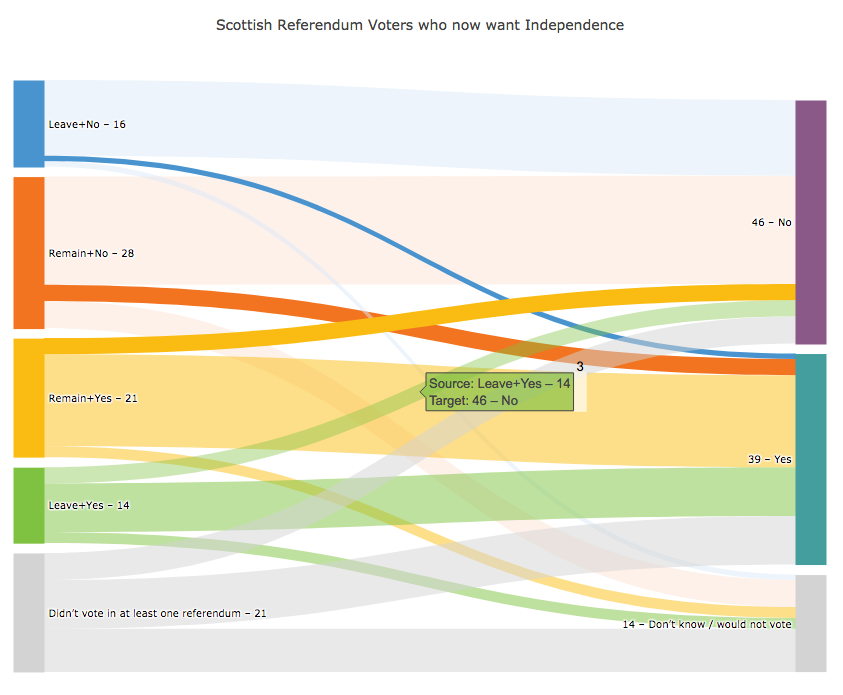 Scottish Referendum Voters who now want Independence
Leave+No – 16
46 – No
Remain+No – 28
3
Source: Leave+Yes – 14
Target: 46 – No
Remain+Yes – 21
39 – Yes
Leave+Yes – 14
Didn’t vote in at least one referendum – 21
14 – Don’t know / would not vote